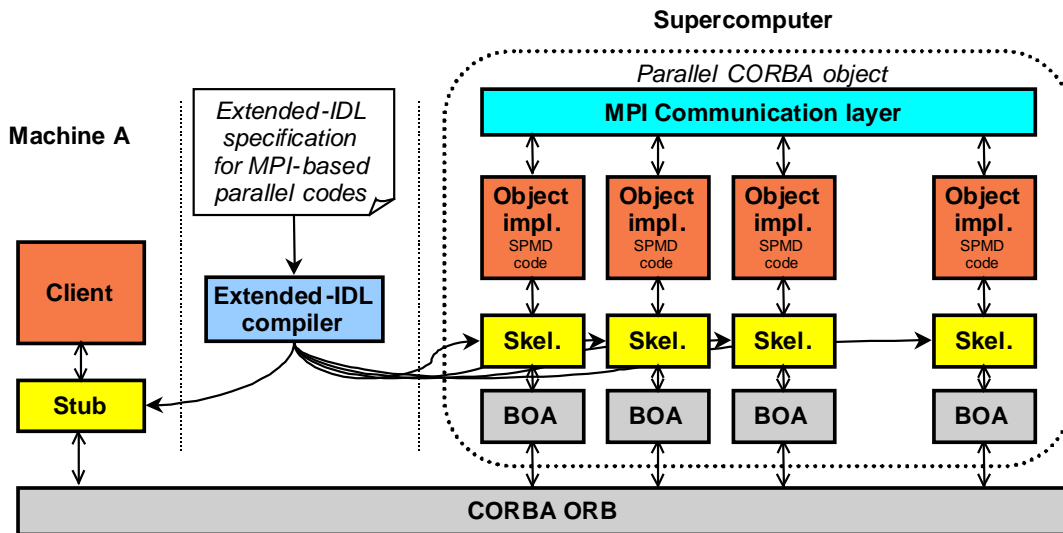 Supercomputer
Parallel CORBA object
MPI Communication layer
Machine A
Extended-IDL
specification
for MPI-based
parallel codes
Object
impl.
SPMD
code
Object
impl.
SPMD
code
Object
impl.
SPMD
code
Object
impl.
SPMD
code
Client
Extended-IDL
compiler
Skel.
Skel.
Skel.
Skel.
Stub
BOA
BOA
BOA
BOA
CORBA ORB